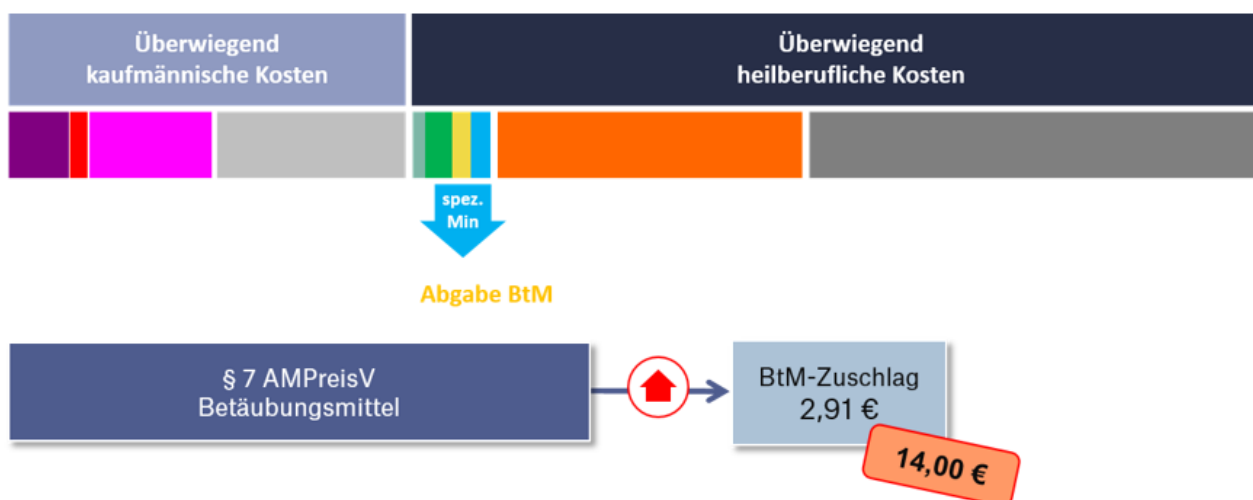 Überwiegend
kaufmännische Kosten
Überwiegend
heilberufliche Kosten
spez.
Min
Abgabe BtM
§ 7 AMPreisV
Betäubungsmittel
BtM-Zuschlag
2,91 €
14,00 €